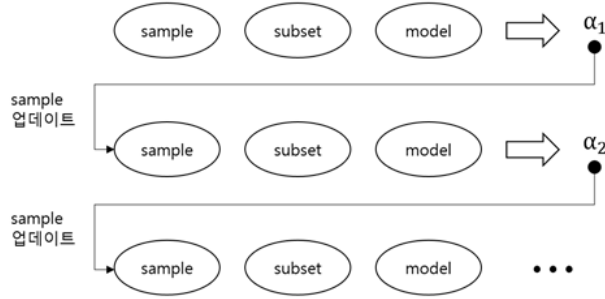 sample subset model α₁
sample
업데이트
sample subset model α₂
sample
업데이트
sample subset model •••